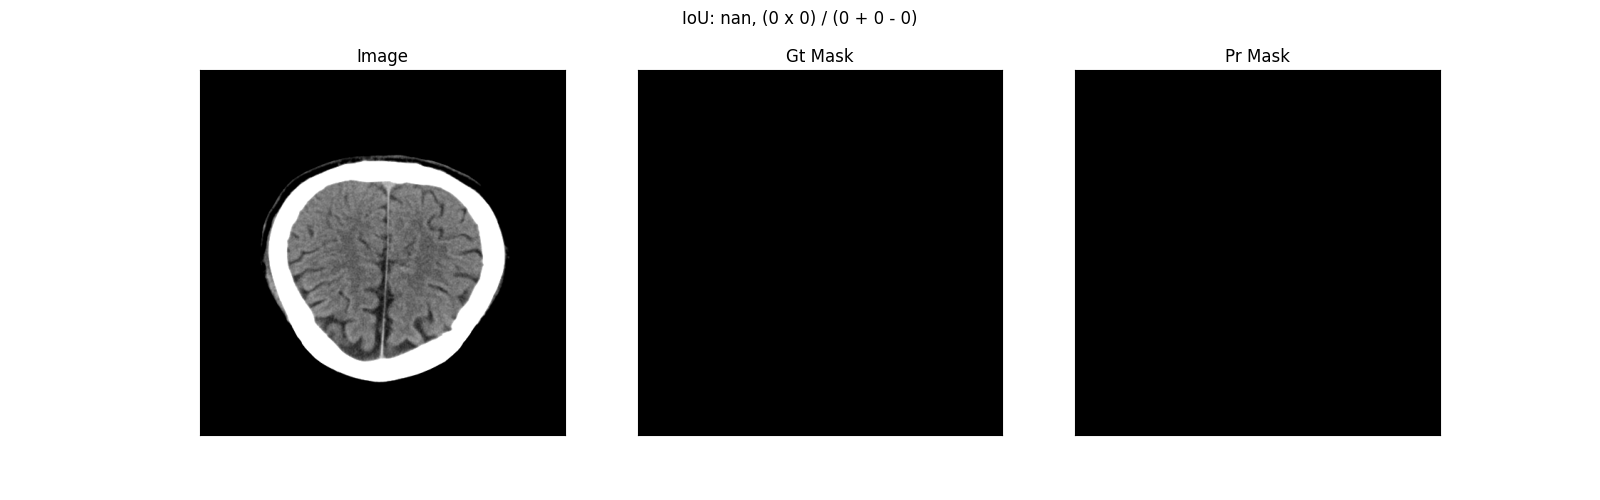 IoU: nan, (0 x 0) / (0 + 0 - 0)
Image
Gt Mask
Pr Mask